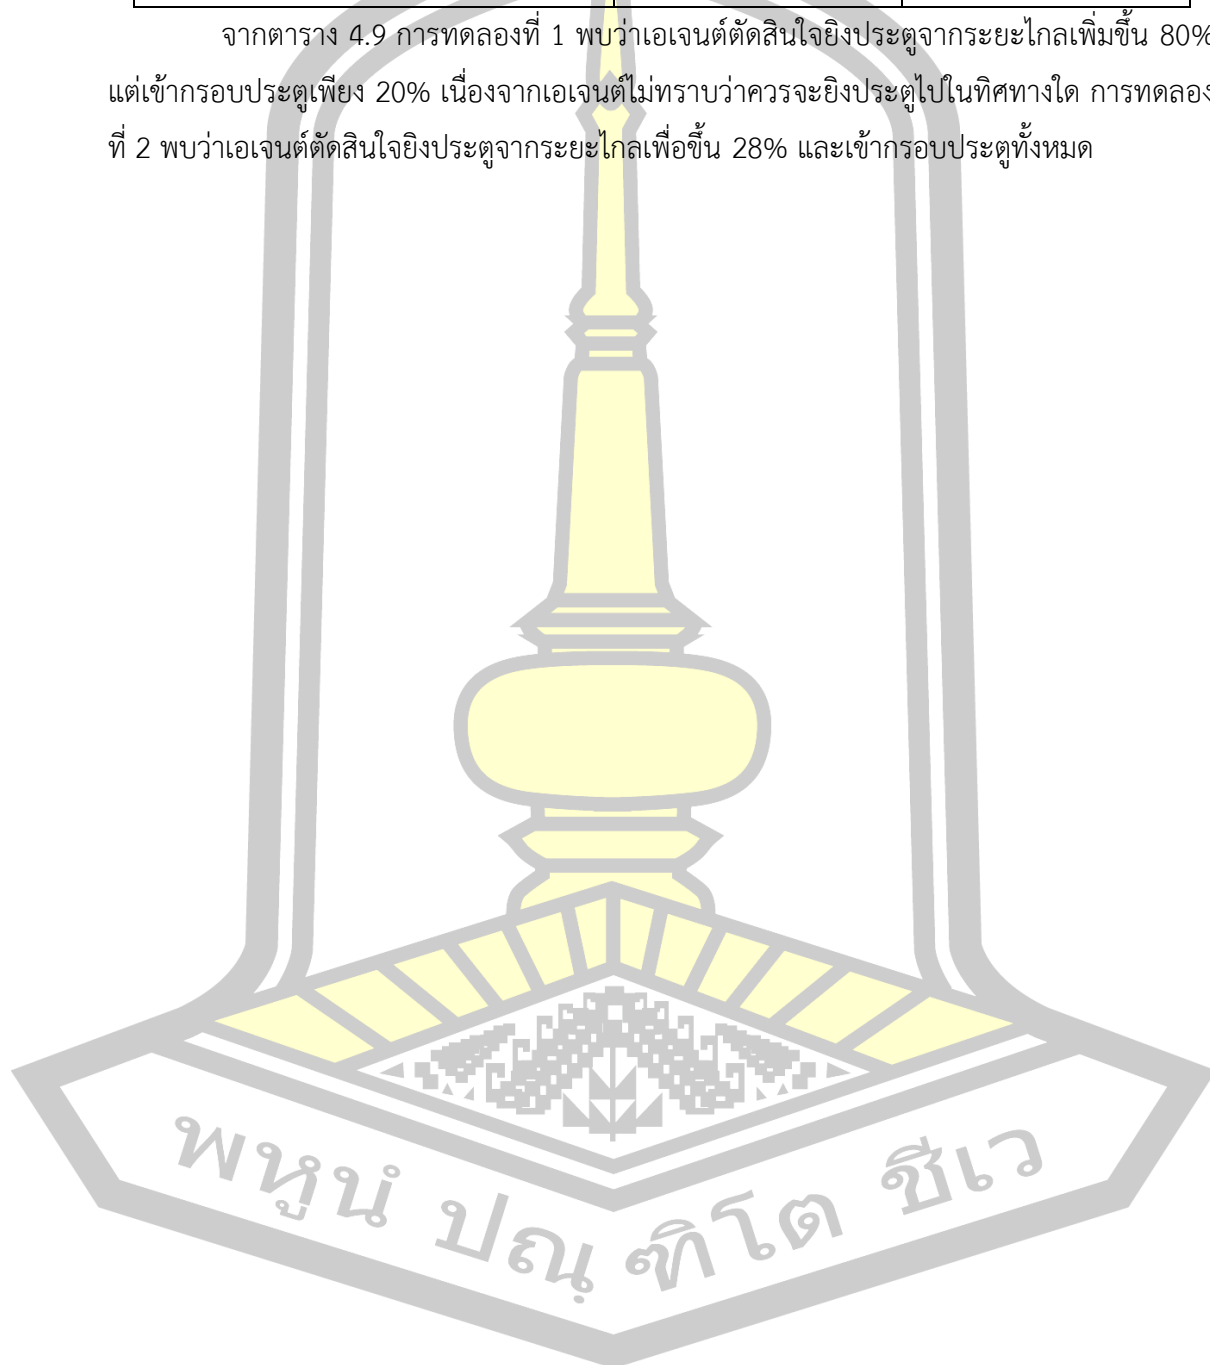 จากตาราง 4.9 การทดลองที่ 1 พบว่าเอเจนต์ตัดสินใจยิงประตูจากระยะไกลเพิ่มขึ้น 80%
แต่เข้ากรอบประตูเพียง 20% เนื่องจากเอเจนต์ไม่ทราบว่าควรจะยิงประตูไปในทิศทางใด การทดลอง
ที่ 2 พบว่าเอเจนต์ตัดสินใจยิงประตูจากระยะไกลเพื่อขึ้น 28% และเข้ากรอบประตูทั้งหมด
พหูนํ ปณฺฑิโต ชีเว